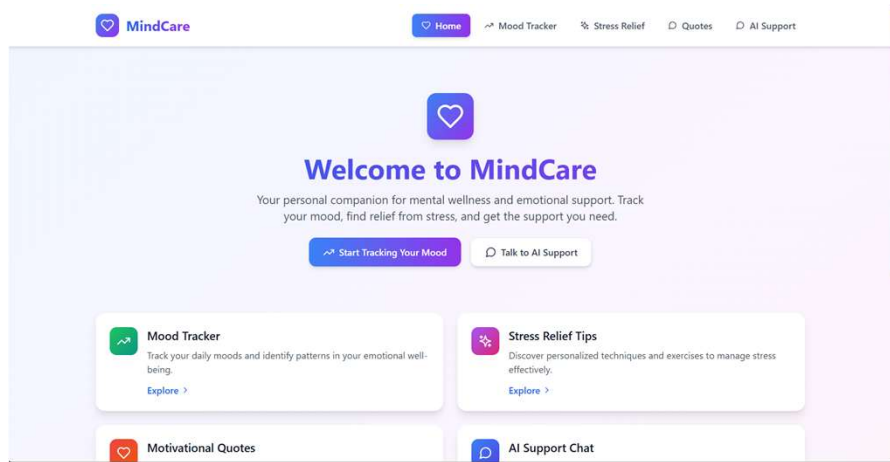 MindCare
Home
Mood Tracker
Stress Relief
Quotes
AI Support
Welcome to MindCare
Your personal companion for mental wellness and emotional support. Track
your mood, find relief from stress, and get the support you need.
Start Tracking Your Mood
Talk to AI Support
Mood Tracker
Track your daily moods and identify patterns in your emotional well-
being.
Explore
Stress Relief Tips
Discover personalized techniques and exercises to manage stress
effectively.
Explore
Motivational Quotes
AI Support Chat